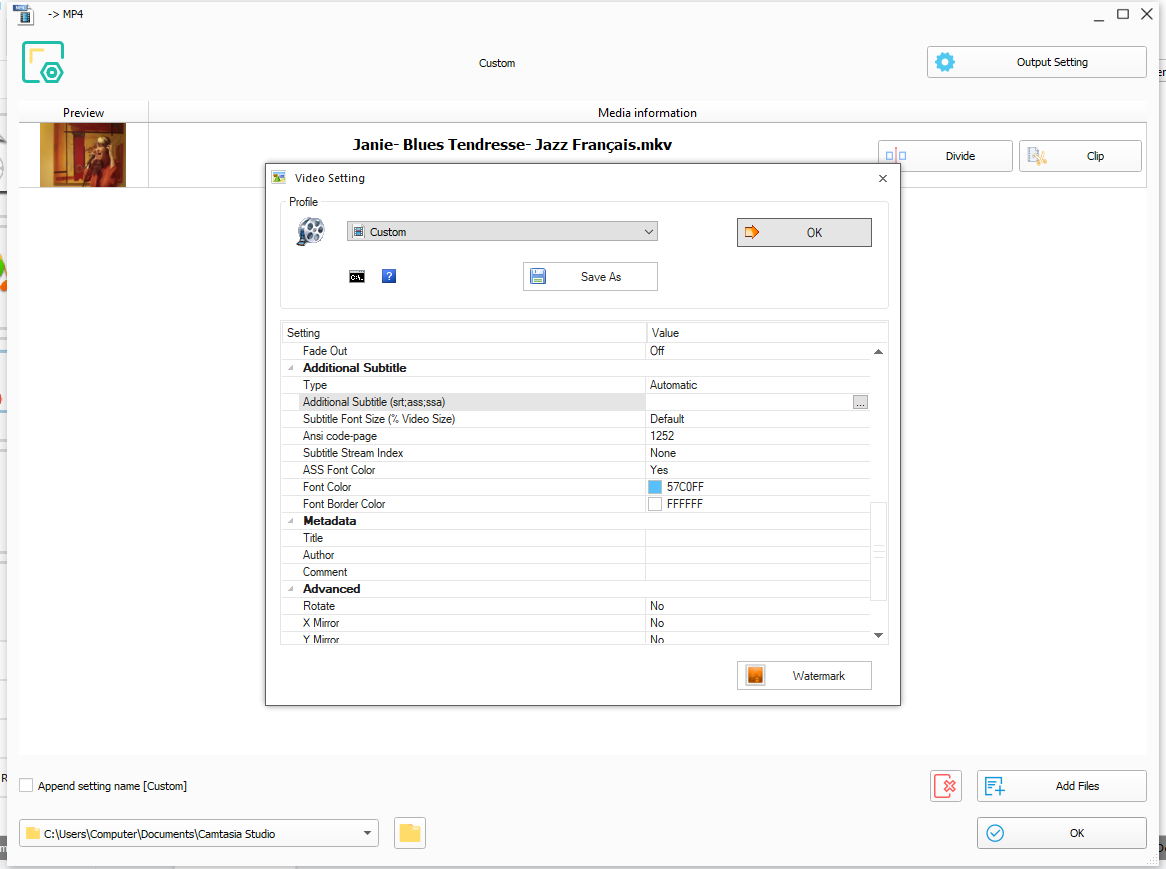 -> MP4
Custom
Output Setting
Preview
Media information
Janie- Blues Tendresse- Jazz Français.mkv
Divide
Clip
Video Setting
Profile
Custom
OK
C:\.
?
Save As
Setting Value
Fade Out Off
Additional Subtitle
Type Automatic
Additional Subtitle (srt;ass;ssa) ...
Subtitle Font Size (% Video Size) Default
Ansi code-page 1252
Subtitle Stream Index None
ASS Font Color Yes
Font Color 57C0FF
Font Border Color FFFFFF
Metadata
Title
Author
Comment
Advanced
Rotate No
X Mirror No
Y Mirror No
Watermark
Append setting name [Custom]
Add Files
C:\Users\Computer\Documents\Camtasia Studio
OK